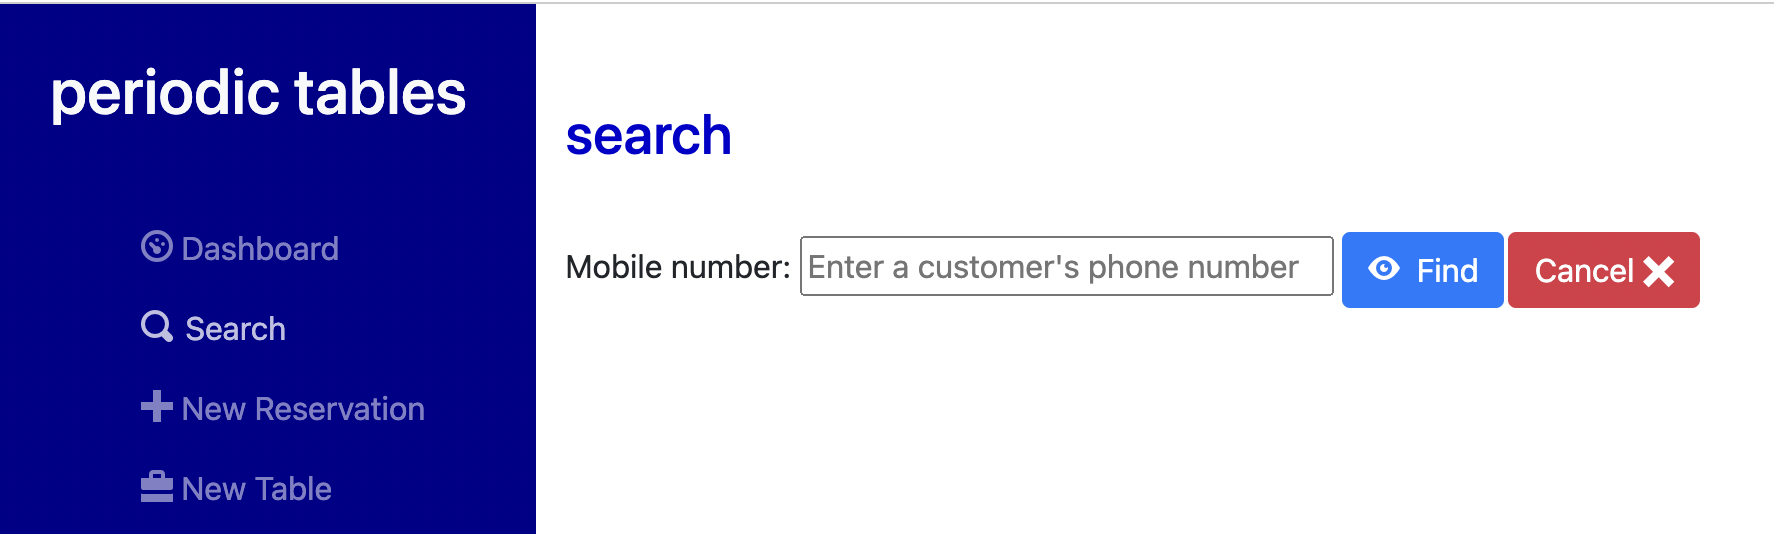 periodic tables
Dashboard
Search
New Reservation
New Table
search
Mobile number: Enter a customer's phone number Find Cancel